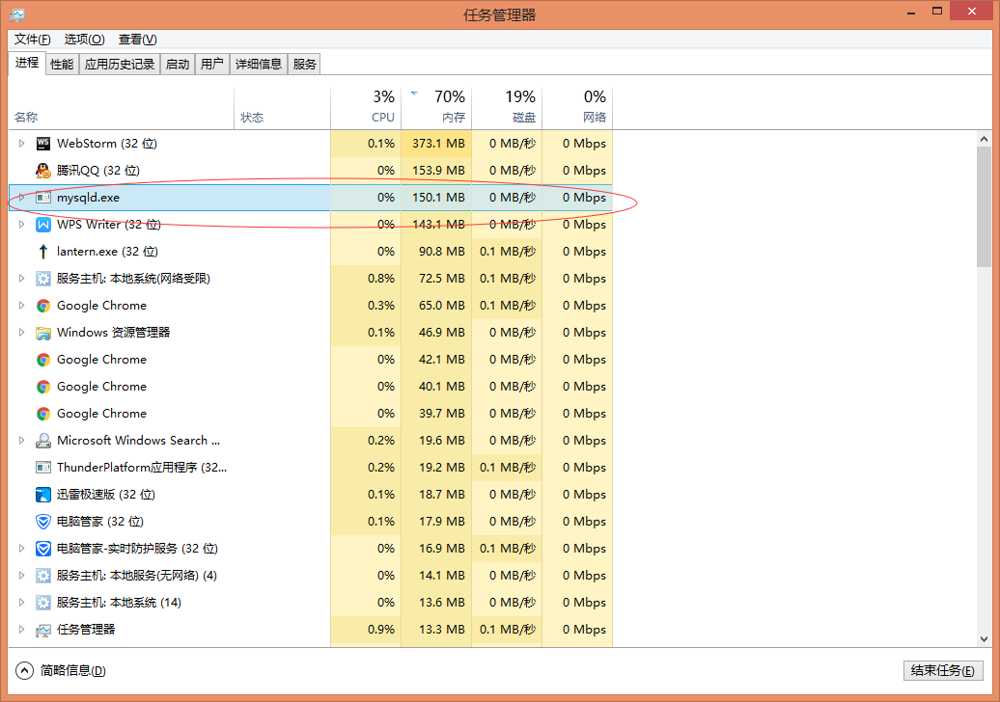 任务管理器
文件(F) 选项(O) 查看(V)
进程 性能 应用历史记录 启动 用户 详细信息 服务
3% 70% 19% 0%
名称 状态 CPU 内存 磁盘 网络
WebStorm (32 位) 0.1% 373.1 MB 0 MB/秒 0 Mbps
腾讯QQ (32 位) 0% 153.9 MB 0 MB/秒 0 Mbps
mysqld.exe 0% 150.1 MB 0 MB/秒 0 Mbps
WPS Writer (32 位) 0% 143.1 MB 0 MB/秒 0 Mbps
lantern.exe (32 位) 0% 90.8 MB 0.1 MB/秒 0 Mbps
服务主机: 本地系统(网络受限) 0.8% 72.5 MB 0.1 MB/秒 0 Mbps
Google Chrome 0.3% 65.0 MB 0.1 MB/秒 0 Mbps
Windows 资源管理器 0.1% 46.9 MB 0 MB/秒 0 Mbps
Google Chrome 0% 42.1 MB 0 MB/秒 0 Mbps
Google Chrome 0% 40.1 MB 0 MB/秒 0 Mbps
Google Chrome 0% 39.7 MB 0 MB/秒 0 Mbps
Microsoft Windows Search ... 0.2% 19.6 MB 0 MB/秒 0 Mbps
ThunderPlatform应用程序 (32... 0.2% 19.2 MB 0.1 MB/秒 0 Mbps
迅雷极速版 (32 位) 0.1% 18.7 MB 0 MB/秒 0 Mbps
电脑管家 (32 位) 0.1% 17.9 MB 0 MB/秒 0 Mbps
电脑管家-实时防护服务 (32 位) 0% 16.9 MB 0.1 MB/秒 0 Mbps
服务主机: 本地服务(无网络) (4) 0% 14.1 MB 0 MB/秒 0 Mbps
服务主机: 本地系统 (14) 0% 13.6 MB 0 MB/秒 0 Mbps
任务管理器 0.9% 13.3 MB 0.1 MB/秒 0 Mbps
简略信息(D) 结束任务(E)